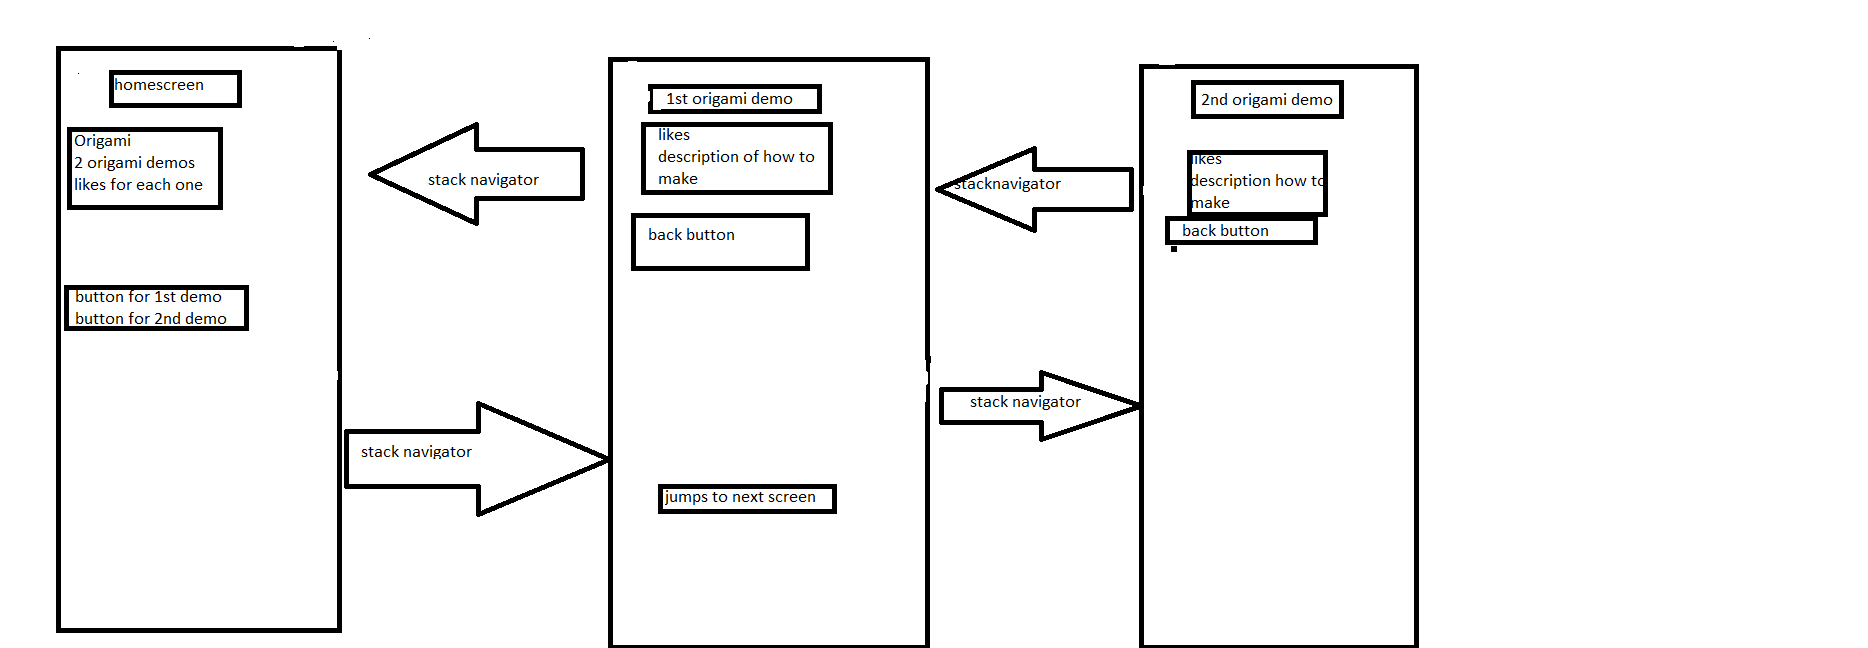 homescreen
Origami
2 origami demos
likes for each one
button for 1st demo
button for 2nd demo
stack navigator
stack navigator
1st origami demo
likes
description of how to
make
back button
jumps to next screen
stacknavigator
stack navigator
2nd origami demo
likes
description how to
make
back button